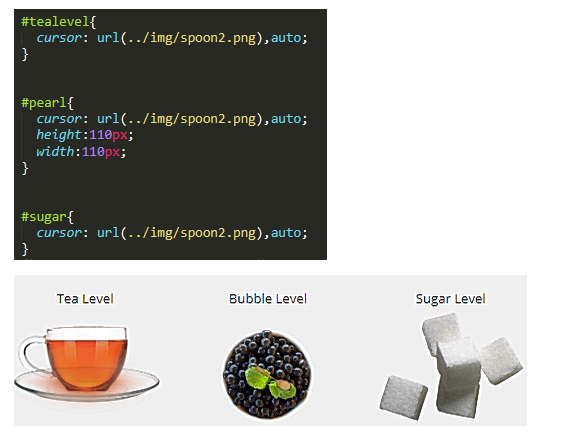 #tealevel{
cursor: url(../img/spoon2.png),auto;
}
#pearl{
cursor: url(../img/spoon2.png),auto;
height:110px;
width:110px;
}
#sugar{
cursor: url(../img/spoon2.png),auto;
}
Tea Level Bubble Level Sugar Level